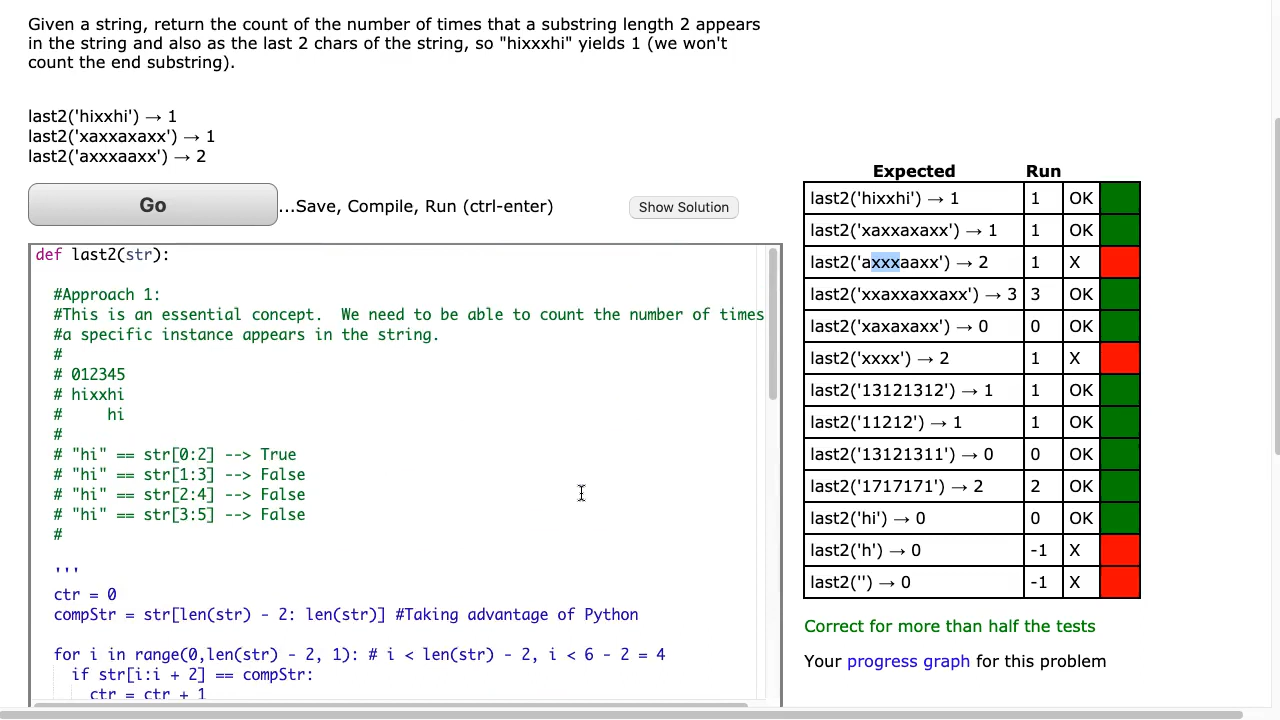 Given a string, return the count of the number of times that a substring length 2 appears
in the string and also as the last 2 chars of the string, so "hixxxhi" yields 1 (we won't
count the end substring).
last2('hixxhi') → 1
last2('xaxxaxaxx') → 1
last2('axxxaaxx') → 2
Go
...Save, Compile, Run (ctrl-enter)
Show Solution
def last2(str):
#Approach 1:
#This is an essential concept.  We need to be able to count the number of times
#a specific instance appears in the string.
#
# 012345
# hixxhi
#     hi
#
# "hi" == str[0:2] --> True
# "hi" == str[1:3] --> False
# "hi" == str[2:4] --> False
# "hi" == str[3:5] --> False
#
'''
ctr = 0
compStr = str[len(str) - 2: len(str)] #Taking advantage of Python
for i in range(0,len(str) - 2, 1): # i < len(str) - 2, i < 6 - 2 = 4
if str[i:i + 2] == compStr:
ctr = ctr + 1
Expected Run
last2('hixxhi') → 1 1 OK
last2('xaxxaxaxx') → 1 1 OK
last2('axxxaaxx') → 2 1 X
last2('xxaxxaxxaxx') → 3 3 OK
last2('xaxaxaxx') → 0 0 OK
last2('xxxx') → 2 1 X
last2('13121312') → 1 1 OK
last2('11212') → 1 1 OK
last2('13121311') → 0 0 OK
last2('1717171') → 2 2 OK
last2('hi') → 0 0 OK
last2('h') → 0 -1 X
last2('') → 0 -1 X
Correct for more than half the tests
Your progress graph for this problem